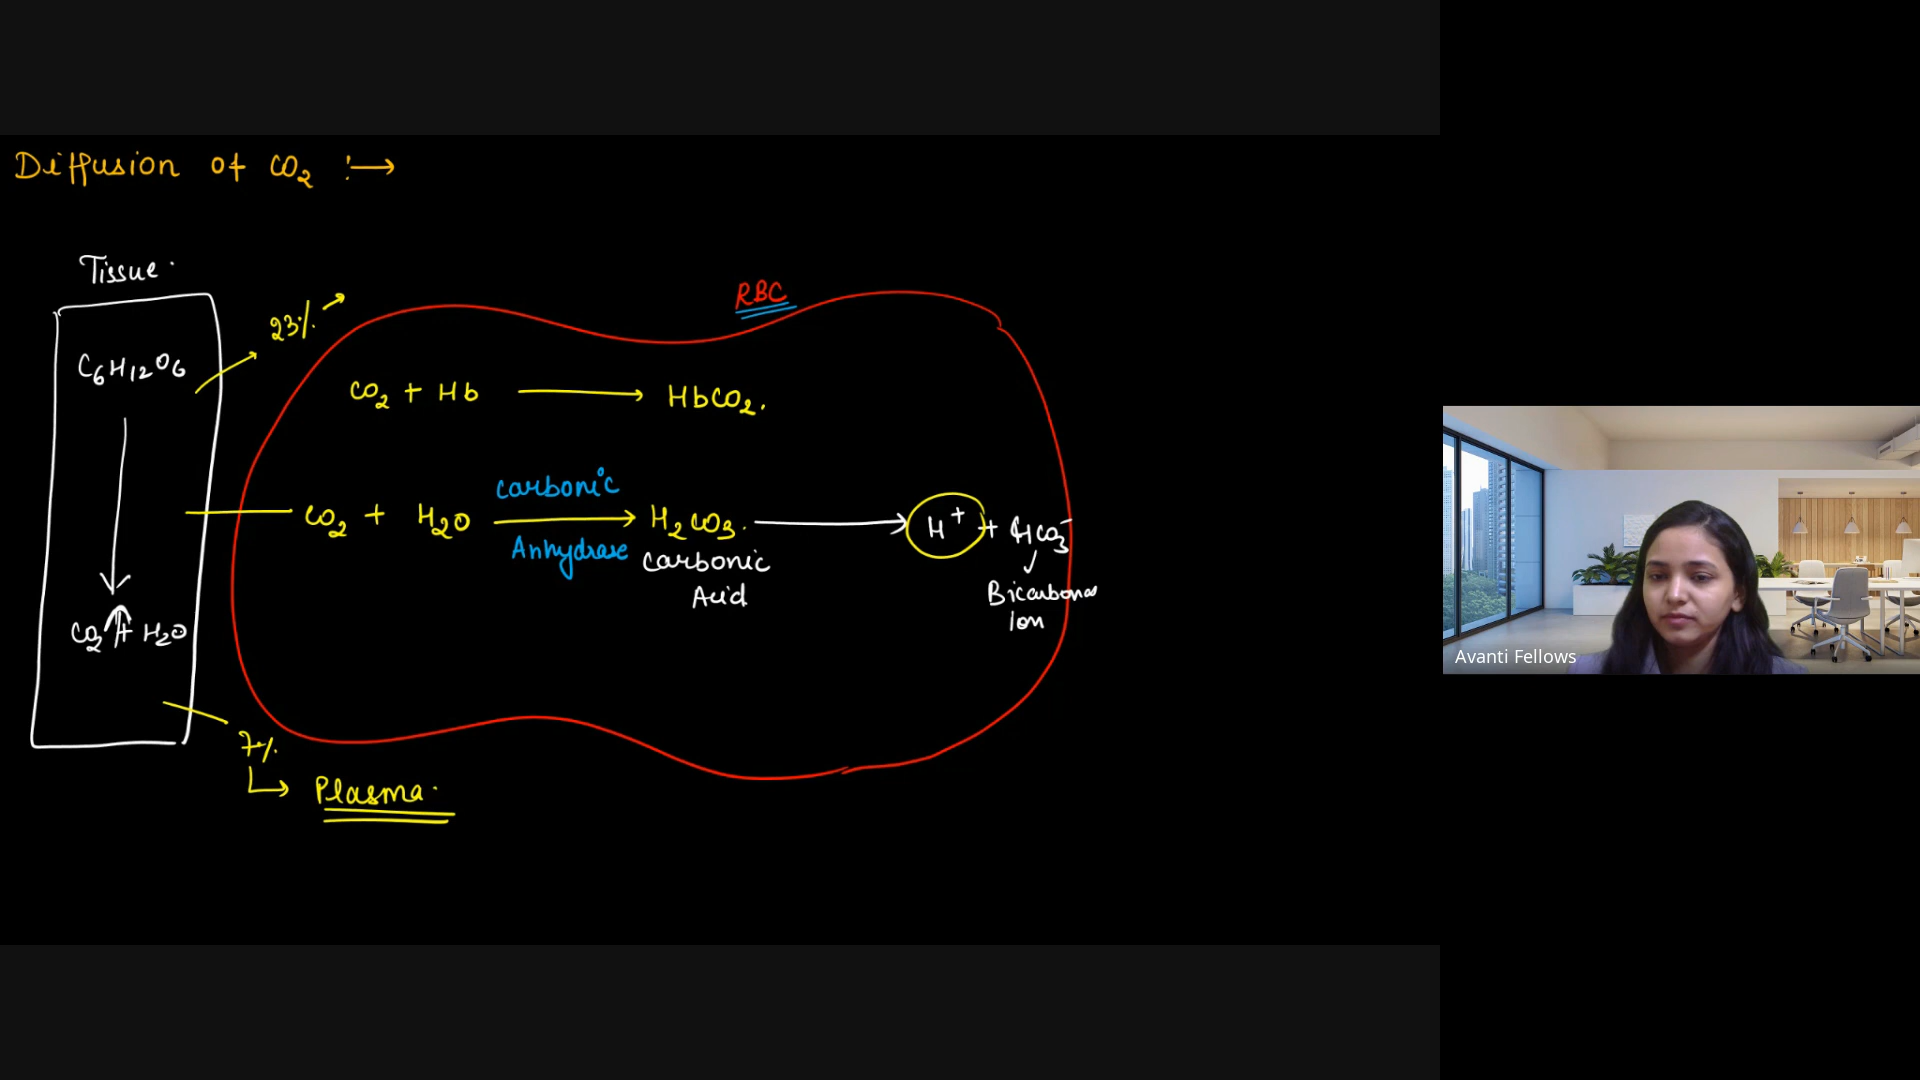 Diffusion of CO₂ :→
Tissue.
C₆H₁₂O₆
CO₂ + H₂O
23%. →
RBC
CO₂ + Hb → HbCO₂.
CO₂ + H₂O → H₂CO₃. → H⁺ + HCO₃⁻
carbonic
Anhydrase
carbonic
Acid
Ion
7%.
Plasma.
Avanti Fellows